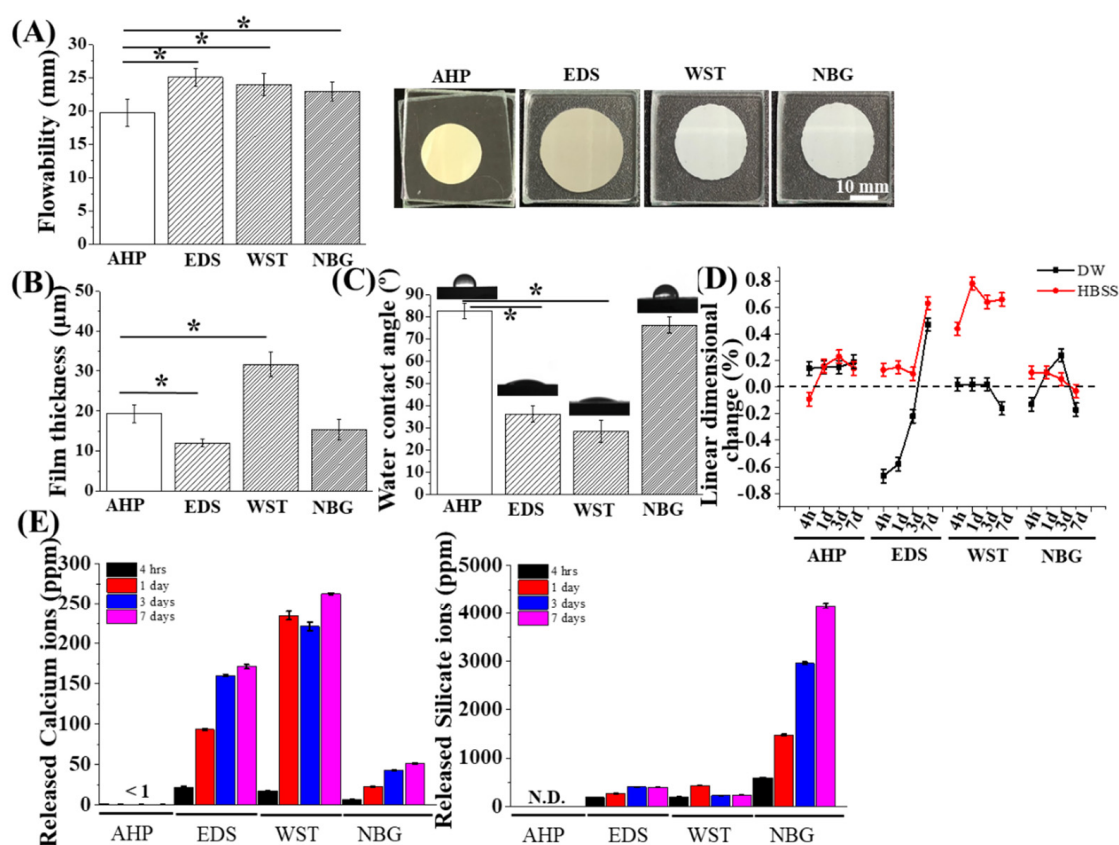 (A)
Flowability (mm)
30
25
20
15
10
5
0
*
*
*
AHP EDS WST NBG
AHP EDS WST NBG
10 mm
(B)
Film thickness (µm)
50
40
30
20
10
0
*
*
AHP EDS WST NBG
(C)
Water contact angle (°)
90
80
70
60
50
40
30
20
10
0
*
*
AHP EDS WST NBG
(D)
Linear dimensional
change (%)
0.8
0.6
0.4
0.2
0.0
-0.2
-0.4
-0.6
-0.8
DW
HBSS
4h 1d 3d 7d 4h 1d 3d 7d 4h 1d 3d 7d 4h 1d 3d 7d
AHP EDS WST NBG
(E)
Released Calcium ions (ppm)
300
250
200
150
100
50
0
4 hrs
1 day
3 days
7 days
< 1
AHP EDS WST NBG
Released Silicate ions (ppm)
5000
4000
3000
2000
1000
0
4 hrs
1 day
3 days
7 days
N.D.
AHP EDS WST NBG